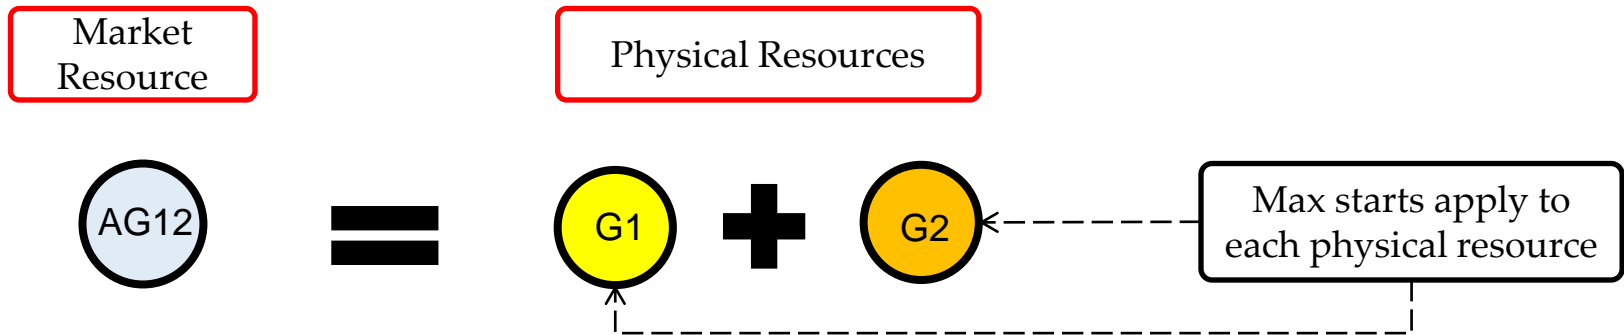 Market
Resource
Physical Resources
AG12
G1
G2
Max starts apply to
each physical resource